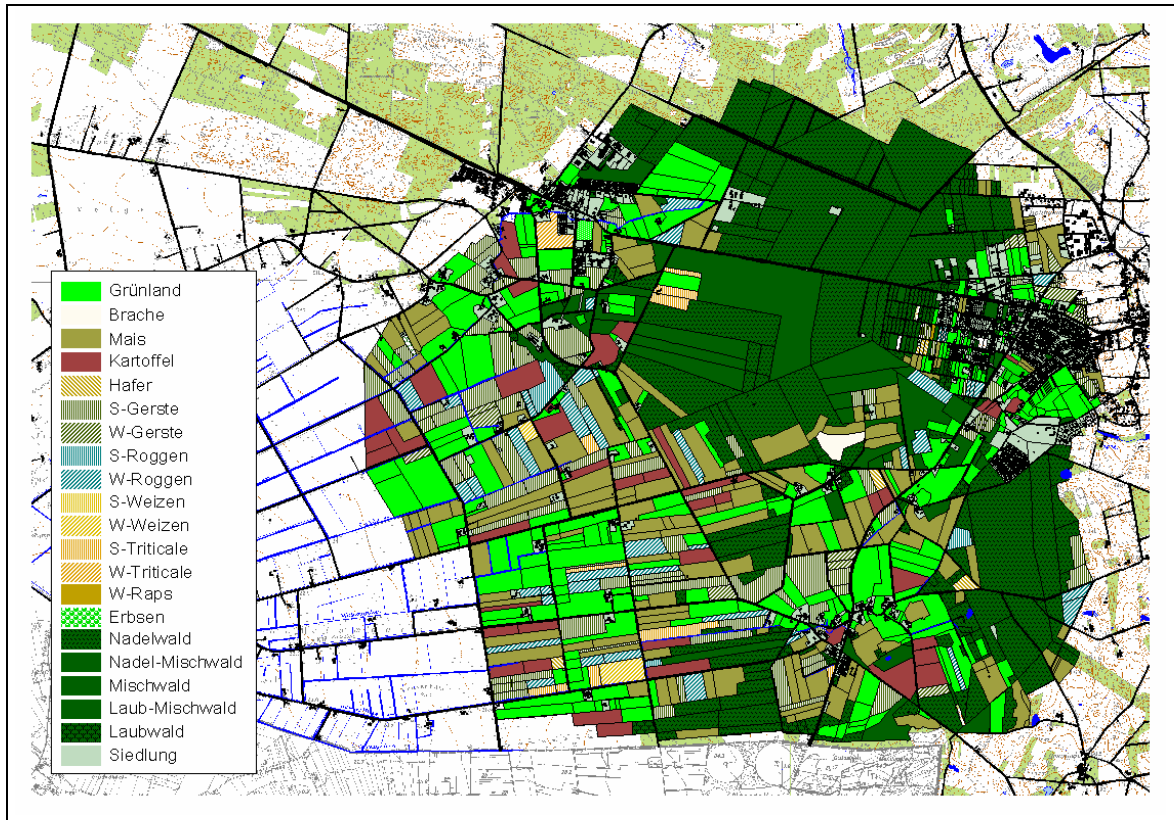 Grünland
Brache
Mais
Kartoffel
Hafer
S-Gerste
W-Gerste
S-Roggen
W-Roggen
S-Weizen
W-Weizen
S-Triticale
W-Triticale
W-Raps
Erbsen
Nadelwald
Nadel-Mischwald
Mischwald
Laub-Mischwald
Laubwald
Siedlung